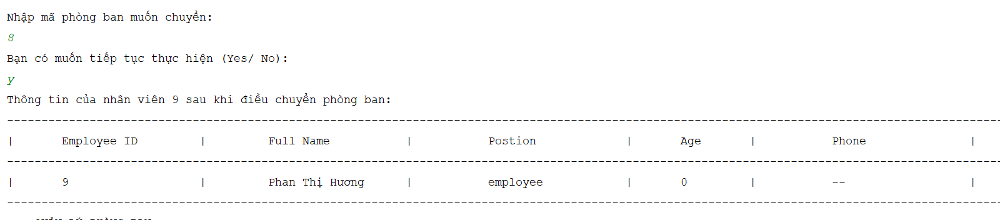 Nhập mã phòng ban muốn chuyển:
8
Bạn có muốn tiếp tục thực hiện (Yes/ No):
y
Thông tin của nhân viên 9 sau khi điều chuyển phòng ban:
| Employee ID | Full Name | Postion | Age | Phone |
| 9 | Phan Thị Hương | employee | 0 | -- |